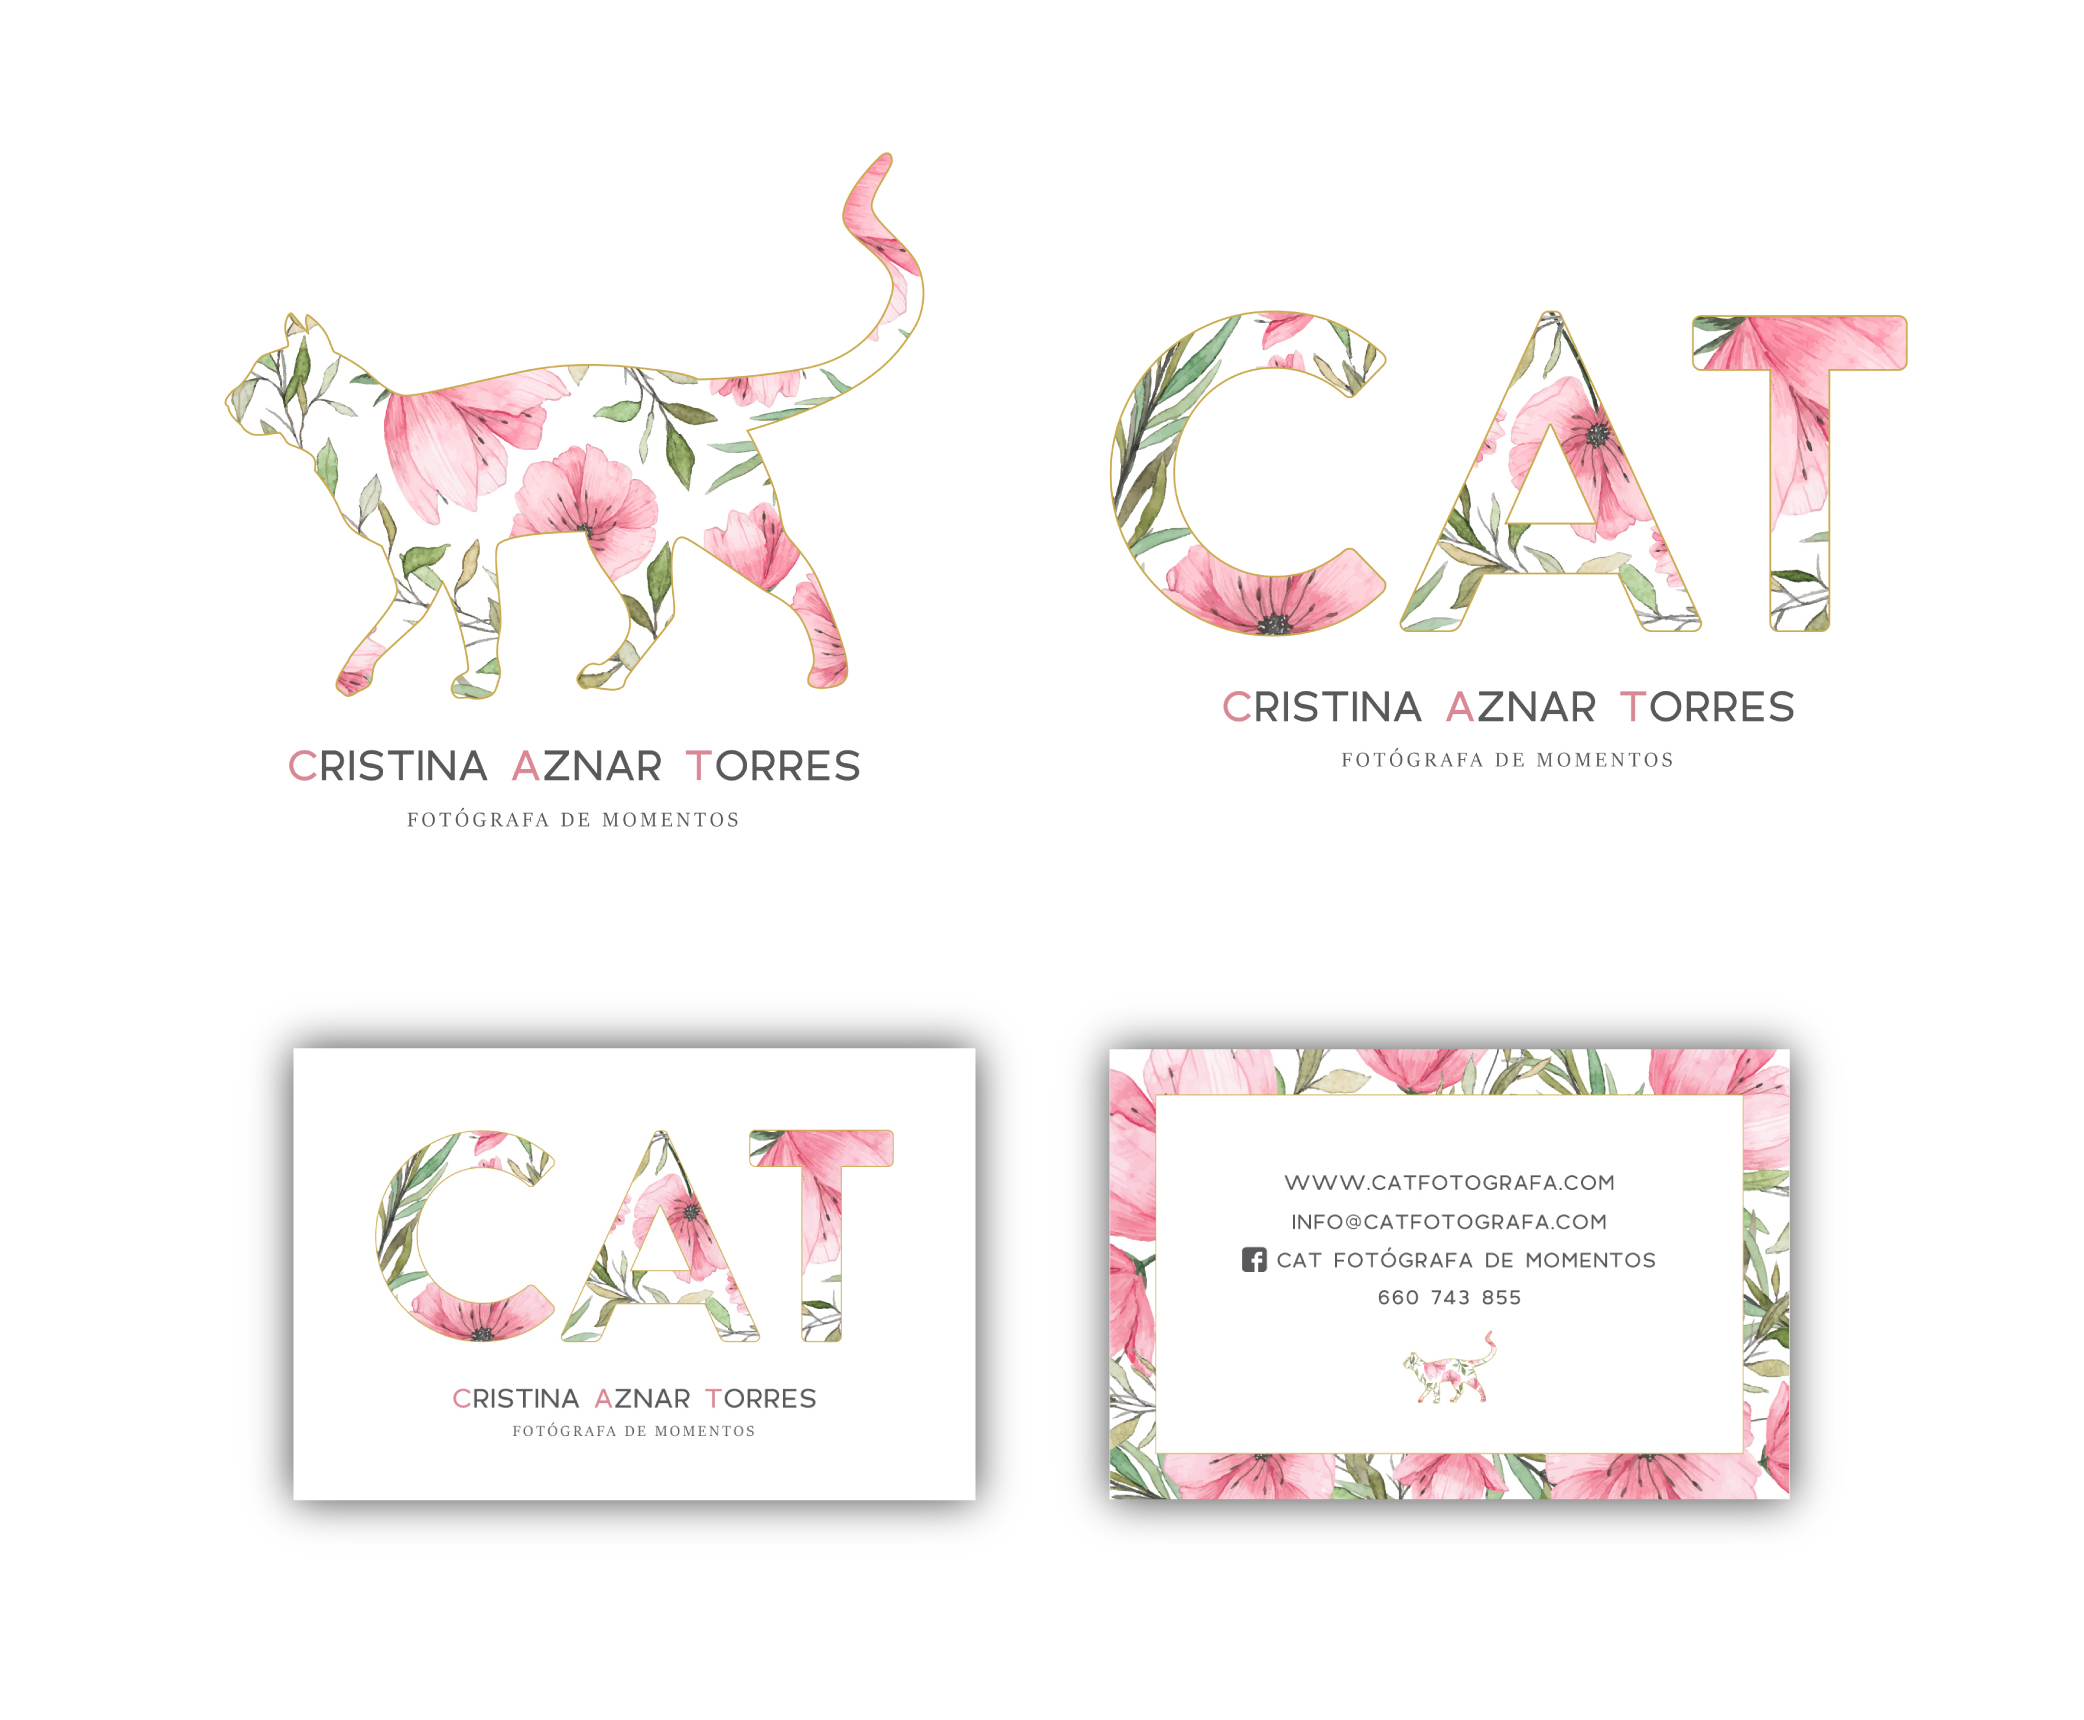 CRISTINA AZNAR TORRES
FOTÓGRAFA DE MOMENTOS
CAT
CRISTINA AZNAR TORRES
FOTÓGRAFA DE MOMENTOS
CAT
CRISTINA AZNAR TORRES
FOTÓGRAFA DE MOMENTOS
WWW.CATFOTOGRAFA.COM
INFO@CATFOTOGRAFA.COM
CAT FOTÓGRAFA DE MOMENTOS
660 743 855